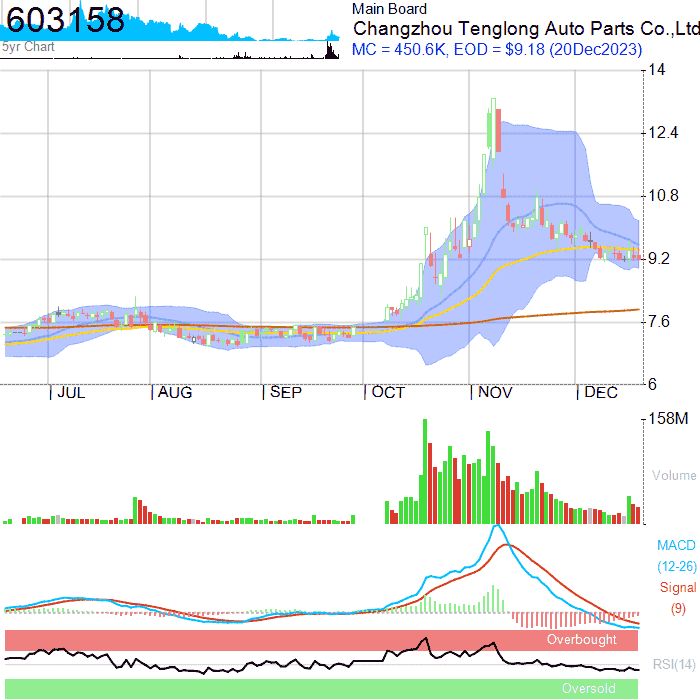 603158
Main Board
Changzhou Tenglong Auto Parts Co.,Ltd
5yr Chart
MC = 450.6K, EOD = $9.18 (20Dec2023)
14
12.4
10.8
9.2
7.6
6
JUL AUG SEP OCT NOV DEC
158M
Volume
MACD
(12-26)
Signal
(9)
Overbought
RSI(14)
Oversold